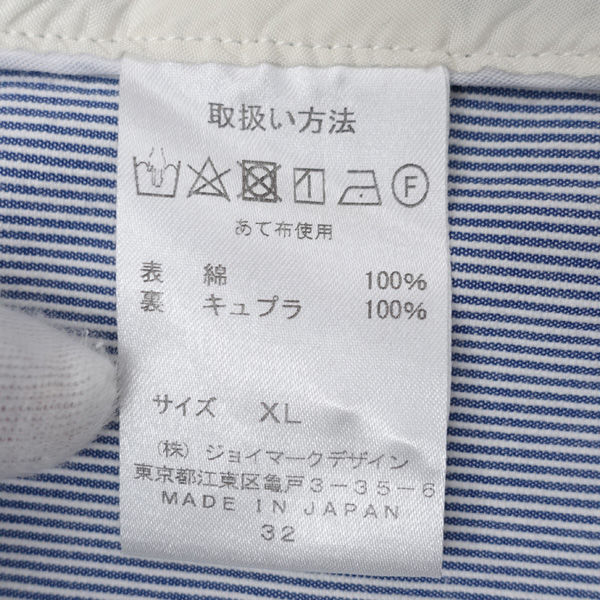 取扱い方法
F
あて布使用
表 綿 100%
裏 キュプラ 100%
サイズ XL
(株)ジョイマークデザイン
東京都江東区亀戸3-35-6
MADE IN JAPAN
32